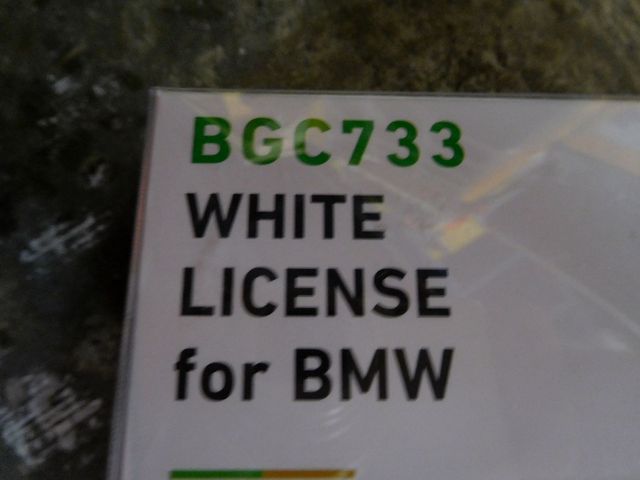 BGC733
WHITE
LICENSE
for BMW